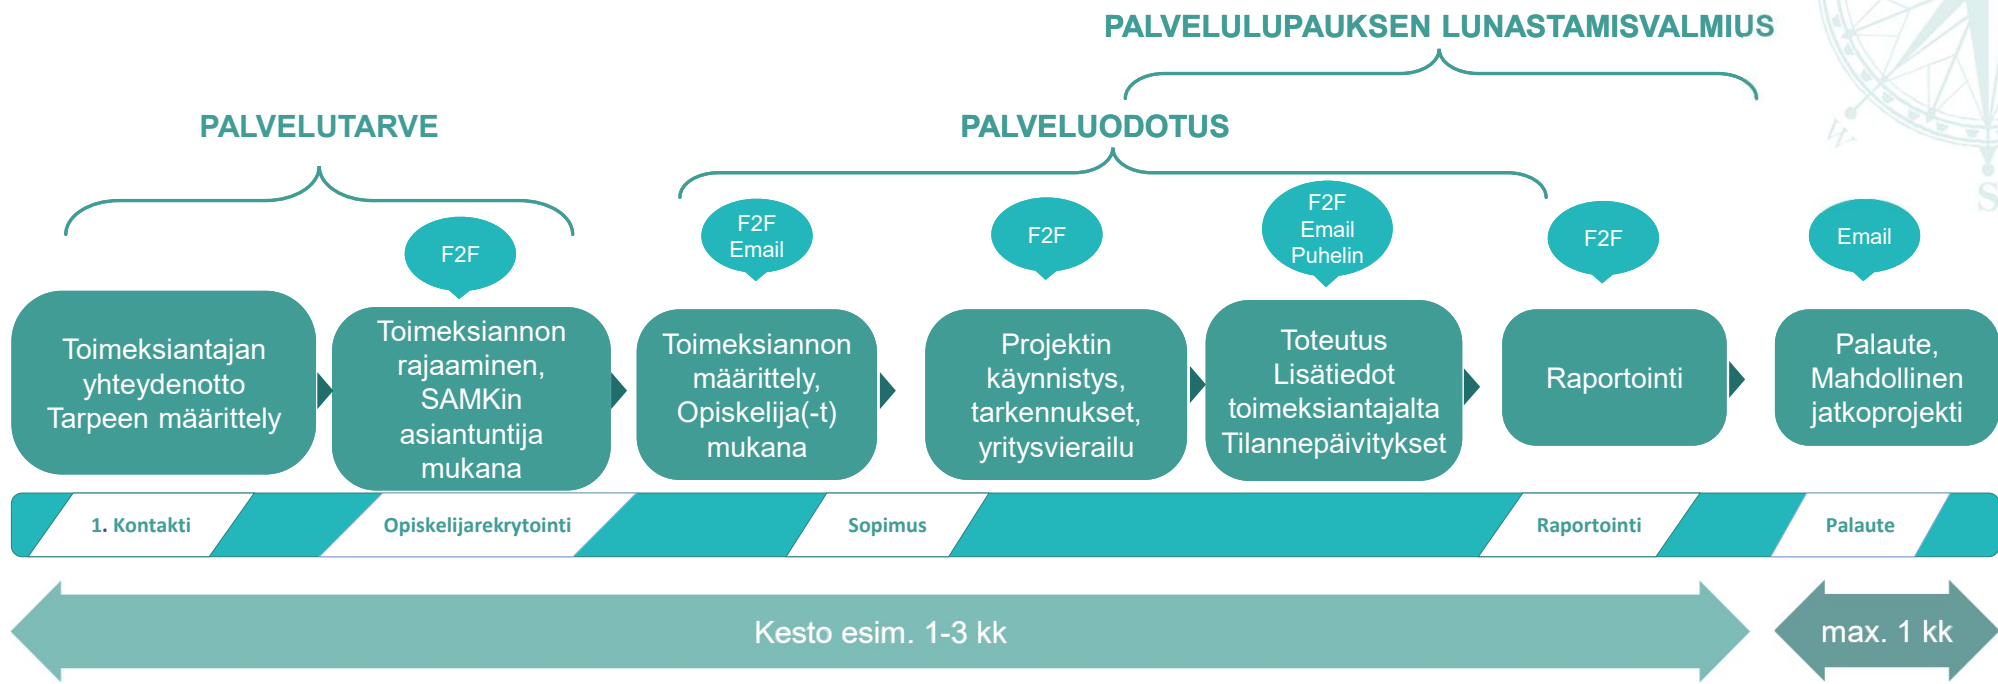 PALVELULUPAUKSEN LUNASTAMISVALMIUS
PALVELUTARVE
PALVELUODOTUS
F2F
F2F
Email
F2F
F2F
Email
Puhelin
F2F
Email
Toimeksiantajan
yhteydenotto
Tarpeen määrittely
Toimeksiannon
rajaaminen,
SAMKin
asiantuntija
mukana
Toimeksiannon
määrittely,
Opiskelija(-t)
mukana
Projektin
käynnistys,
tarkennukset,
yritysvierailu
Toteutus
Lisätiedot
toimeksiantajalta
Tilannepäivitykset
Raportointi
Palaute,
Mahdollinen
jatkoprojekti
1. Kontakti
Opiskelijarekrytointi
Sopimus
Raportointi
Palaute
Kesto esim. 1-3 kk
max. 1 kk
W
S